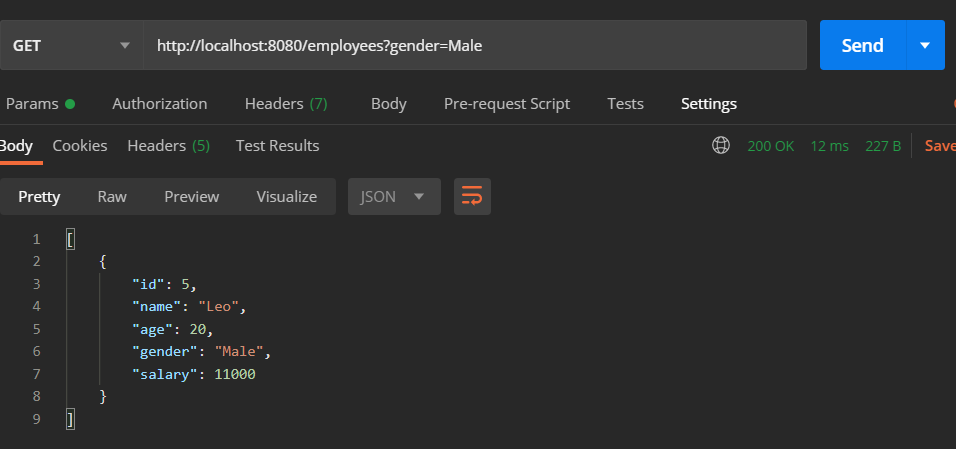 GET http://localhost:8080/employees?gender=Male Send
Params Authorization Headers (7) Body Pre-request Script Tests Settings
Body Cookies Headers (5) Test Results 200 OK 12 ms 227 B Save
Pretty Raw Preview Visualize JSON
1 [
2 {
3 "id": 5,
4 "name": "Leo",
5 "age": 20,
6 "gender": "Male",
7 "salary": 11000
8 }
9 ]